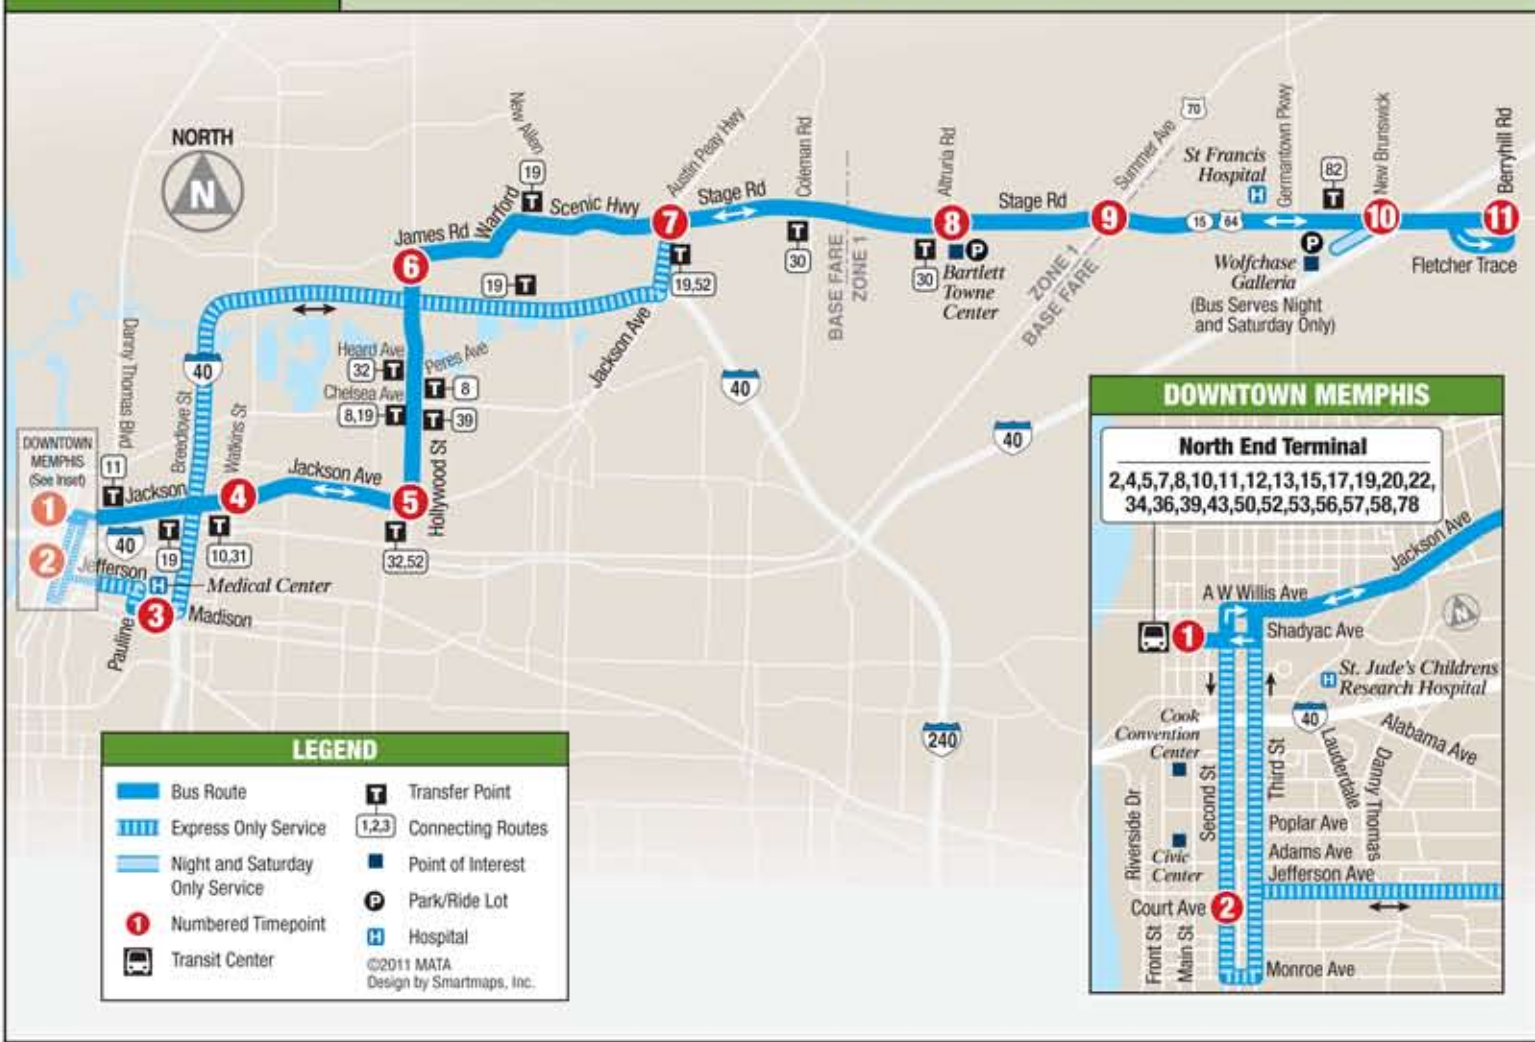 NORTH
N
New Allen
19
T
James Rd
Warford
Scenic Hwy
6
7
Austin Peay Hwy
Stage Rd
T
19,52
19
T
Coleman Rd
T
30
BASE FARE
ZONE 1
Altruria Rd
8
T
30
P
Bartlett
Towne
Center
Stage Rd
9
Summer Ave
70
ZONE 1
BASE FARE
St Francis
Hospital
H
15
64
Germantown Pkwy
82
T
New Brunswick
10
Berryhill Rd
11
P
Wolfchase
Galleria
(Bus Serves Night
and Saturday Only)
Fletcher Trace
Danny Thomas Blvd
Breedlove St
40
Watkins St
Heard Ave
32
T
Peres Ave
T
8
Chelsea Ave
8,19
T
T
39
Hollywood St
Jackson Ave
40
40
240
DOWNTOWN
MEMPHIS
(See Inset)
1
2
11
T
Jackson
4
Jackson Ave
5
T
32,52
40
T
19
T
10,31
Jefferson
H
Medical Center
3
Madison
Pauline
LEGEND
Bus Route
Express Only Service
Night and Saturday
Only Service
1
Numbered Timepoint
Transit Center
T
Transfer Point
1,2,3
Connecting Routes
Point of Interest
P
Park/Ride Lot
H
Hospital
©2011 MATA
Design by Smartmaps, Inc.
DOWNTOWN MEMPHIS
North End Terminal
2,4,5,7,8,10,11,12,13,15,17,19,20,22,
34,36,39,43,50,52,53,56,57,58,78
Jackson Ave
A W Willis Ave
N
1
Shadyac Ave
H
St. Jude's Childrens
Research Hospital
40
Cook
Convention
Center
Alabama Ave
Lauderdale
Danny Thomas
Riverside Dr
Second St
Third St
Poplar Ave
Civic
Center
Adams Ave
Jefferson Ave
Court Ave
2
Front St
Main St
Monroe Ave